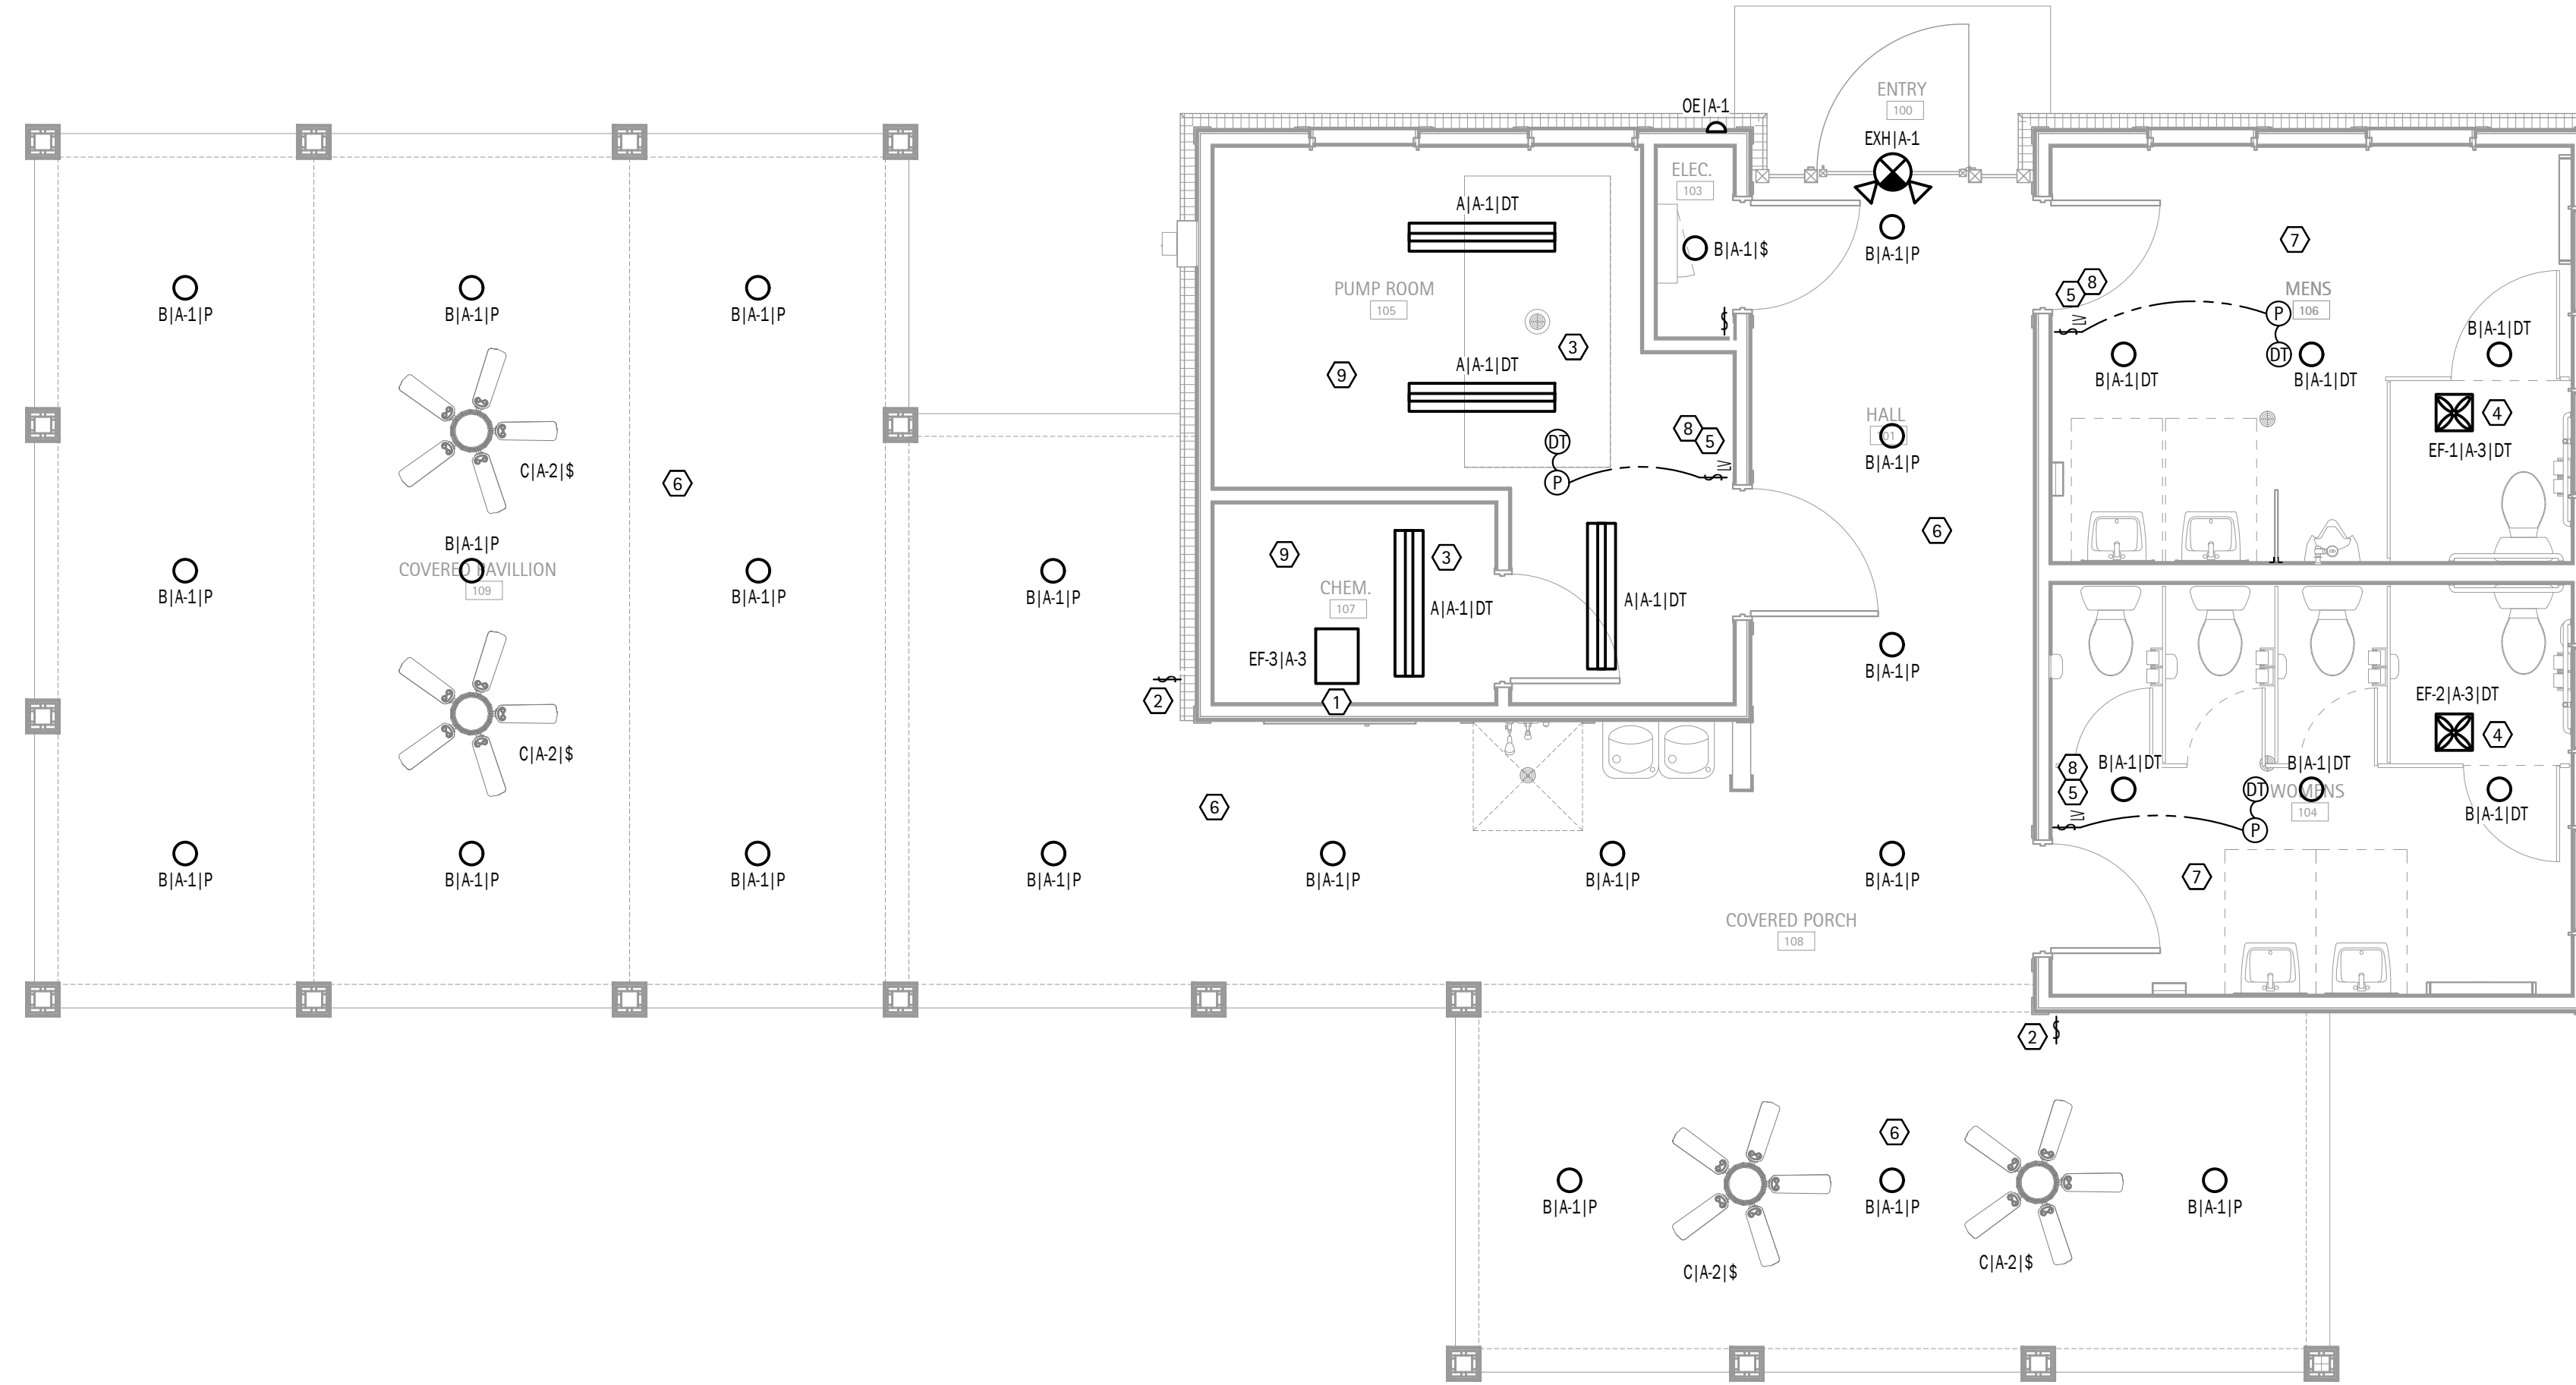 ENTRY
100
OE|A-1
EXH|A-1
ELEC.
103
A|A-1|DT
B|A-1|$
B|A-1|P
7
8
5
LV
PUMP ROOM
105
MENS
106
P
DT
B|A-1|P
B|A-1|P
B|A-1|P
3
9
A|A-1|DT
B|A-1|DT
B|A-1|DT
B|A-1|DT
4
EF-1|A-3|DT
HALL
101
B|A-1|P
8
5
LV
DT
P
C|A-2|$
6
6
B|A-1|P
COVERED PAVILLION
109
9
3
CHEM.
107
A|A-1|DT
A|A-1|DT
B|A-1|P
B|A-1|P
B|A-1|P
EF-3|A-3
1
2
B|A-1|P
EF-2|A-3|DT
4
C|A-2|$
8
5
LV
B|A-1|DT
B|A-1|DT
DT
P
WOMENS
104
B|A-1|DT
6
7
B|A-1|P
B|A-1|P
B|A-1|P
B|A-1|P
B|A-1|P
B|A-1|P
B|A-1|P
COVERED PORCH
108
2
6
B|A-1|P
B|A-1|P
B|A-1|P
C|A-2|$
C|A-2|$